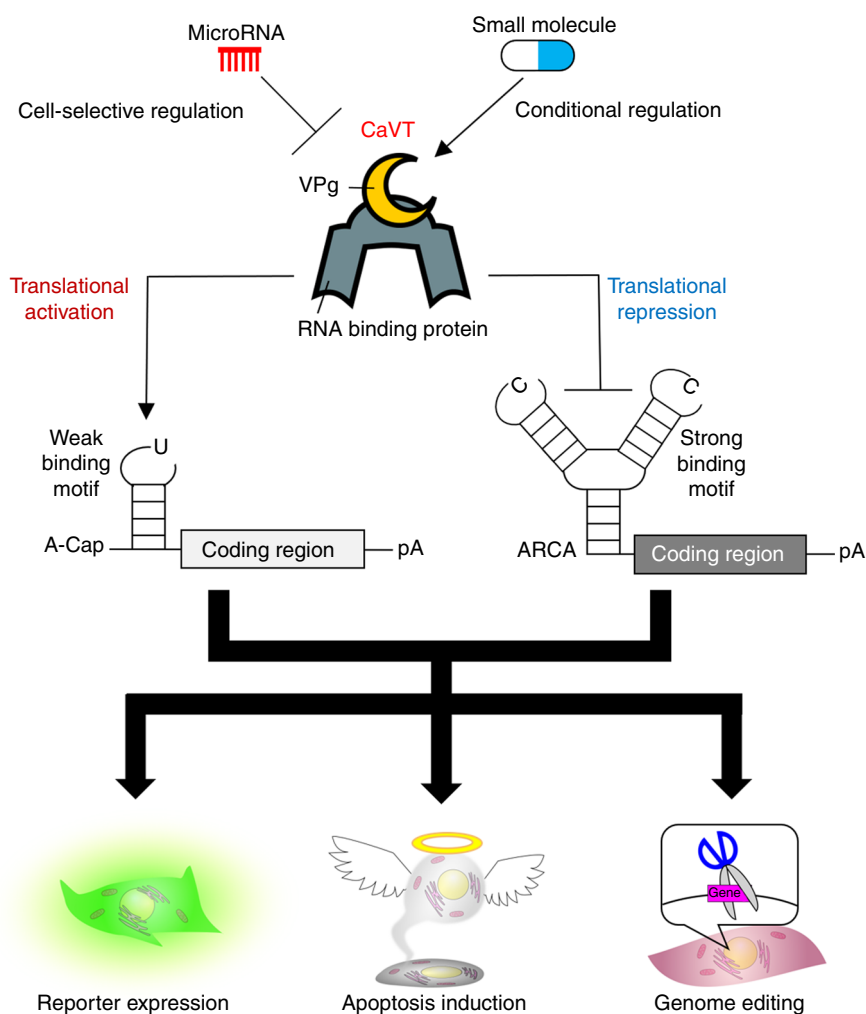 MicroRNA
Small molecule
Cell-selective regulation
Conditional regulation
CaVT
VPg
Translational
activation
Translational
repression
RNA binding protein
Weak
binding
motif
U
C
C
Strong
binding
motif
A-Cap
Coding region
pA
ARCA
Coding region
pA
Gene
Reporter expression
Apoptosis induction
Genome editing